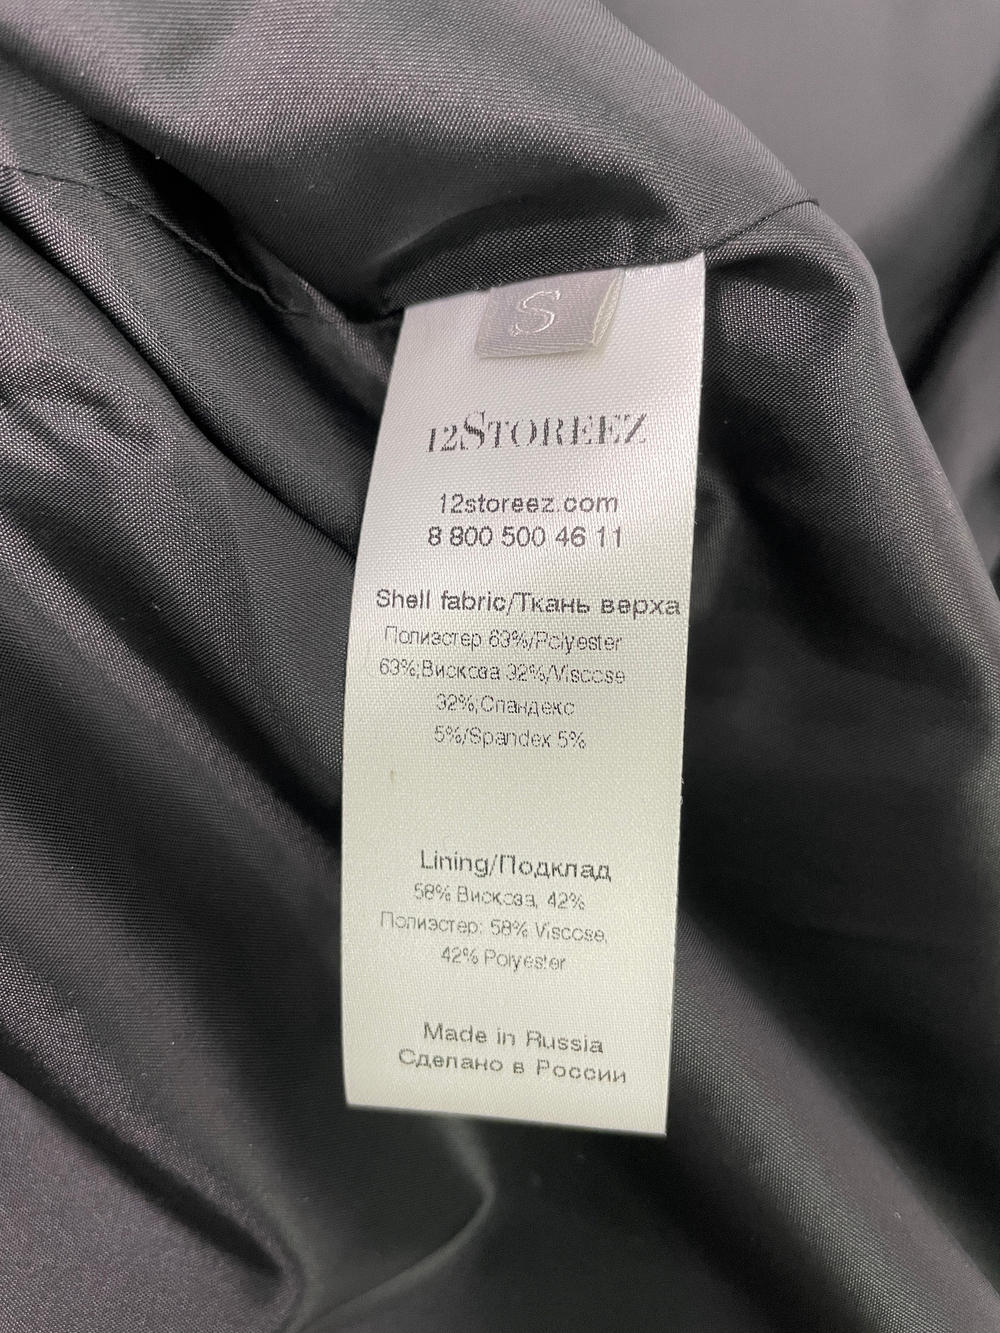 S
12STOREEZ
12storeez.com
8 800 500 46 11
Shell fabric/Ткань верха
Полиэстер 63%/Polyester
63%;Вискоза 32%/Viscose
32%;Спандекс
5%/Spandex 5%
Lining/Подклад
58% Вискоза, 42%
Полиэстер: 58% Viscose,
42% Polyester
Made in Russia
Сделано в России